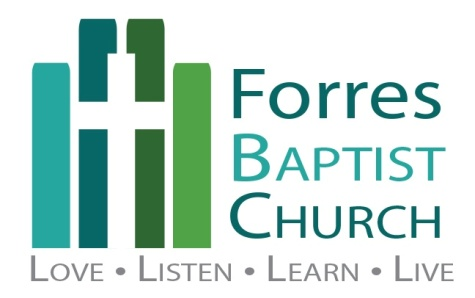 Forres
BAPTIST
CHURCH
LOVE • LISTEN • LEARN • LIVE